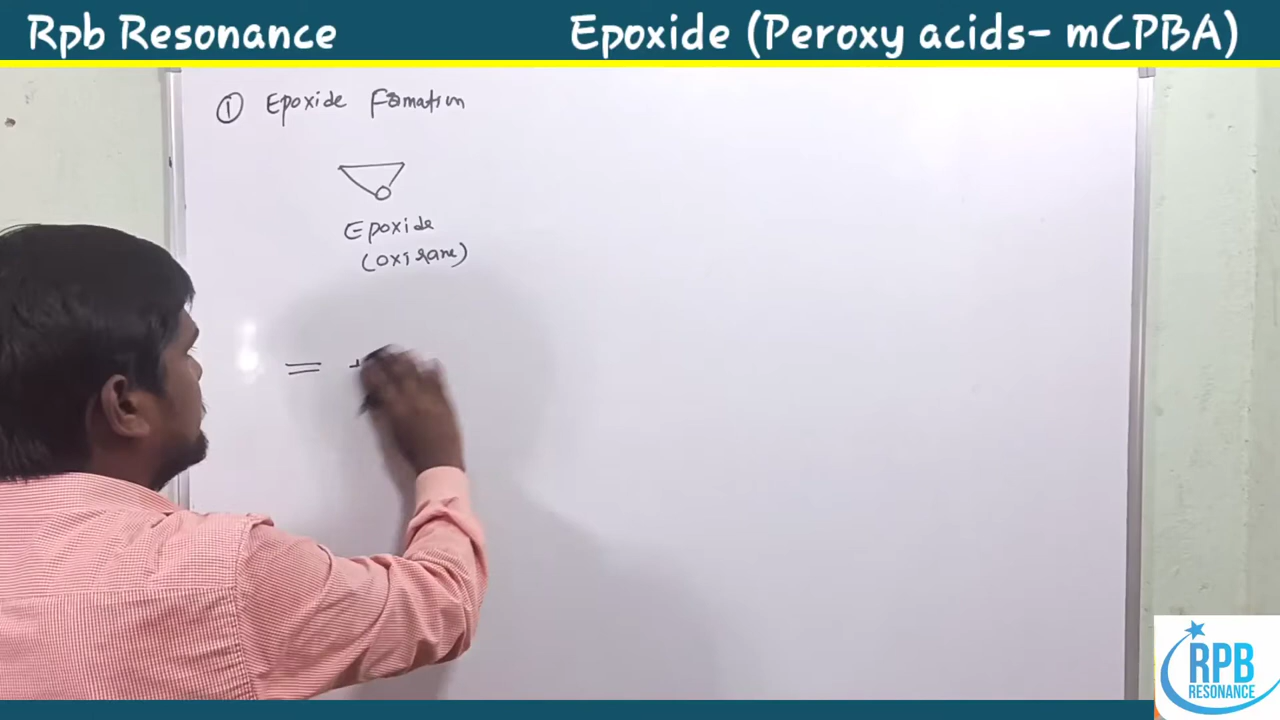 Rpb Resonance
Epoxide (Peroxy acids- mCPBA)
① Epoxide Formation
O
Epoxide
(oxirane)
= +
RPB
RESONANCE